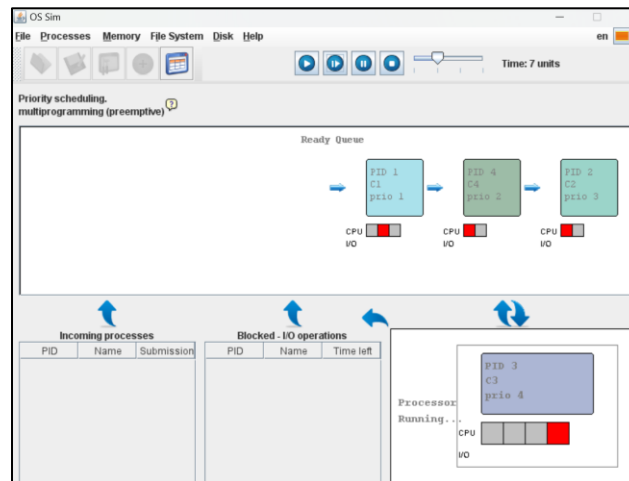 OS Sim
File Processes Memory File System Disk Help en
Time: 7 units
Priority scheduling.
multiprogramming (preemptive) ?
Ready Queue
PID 1
C1
prio 1
CPU
I/O
PID 4
C4
prio 2
CPU
I/O
PID 2
C2
prio 3
CPU
I/O
Incoming processes
PID Name Submission
Blocked - I/O operations
PID Name Time left
Processor
Running...
PID 3
C3
prio 4
CPU
I/O